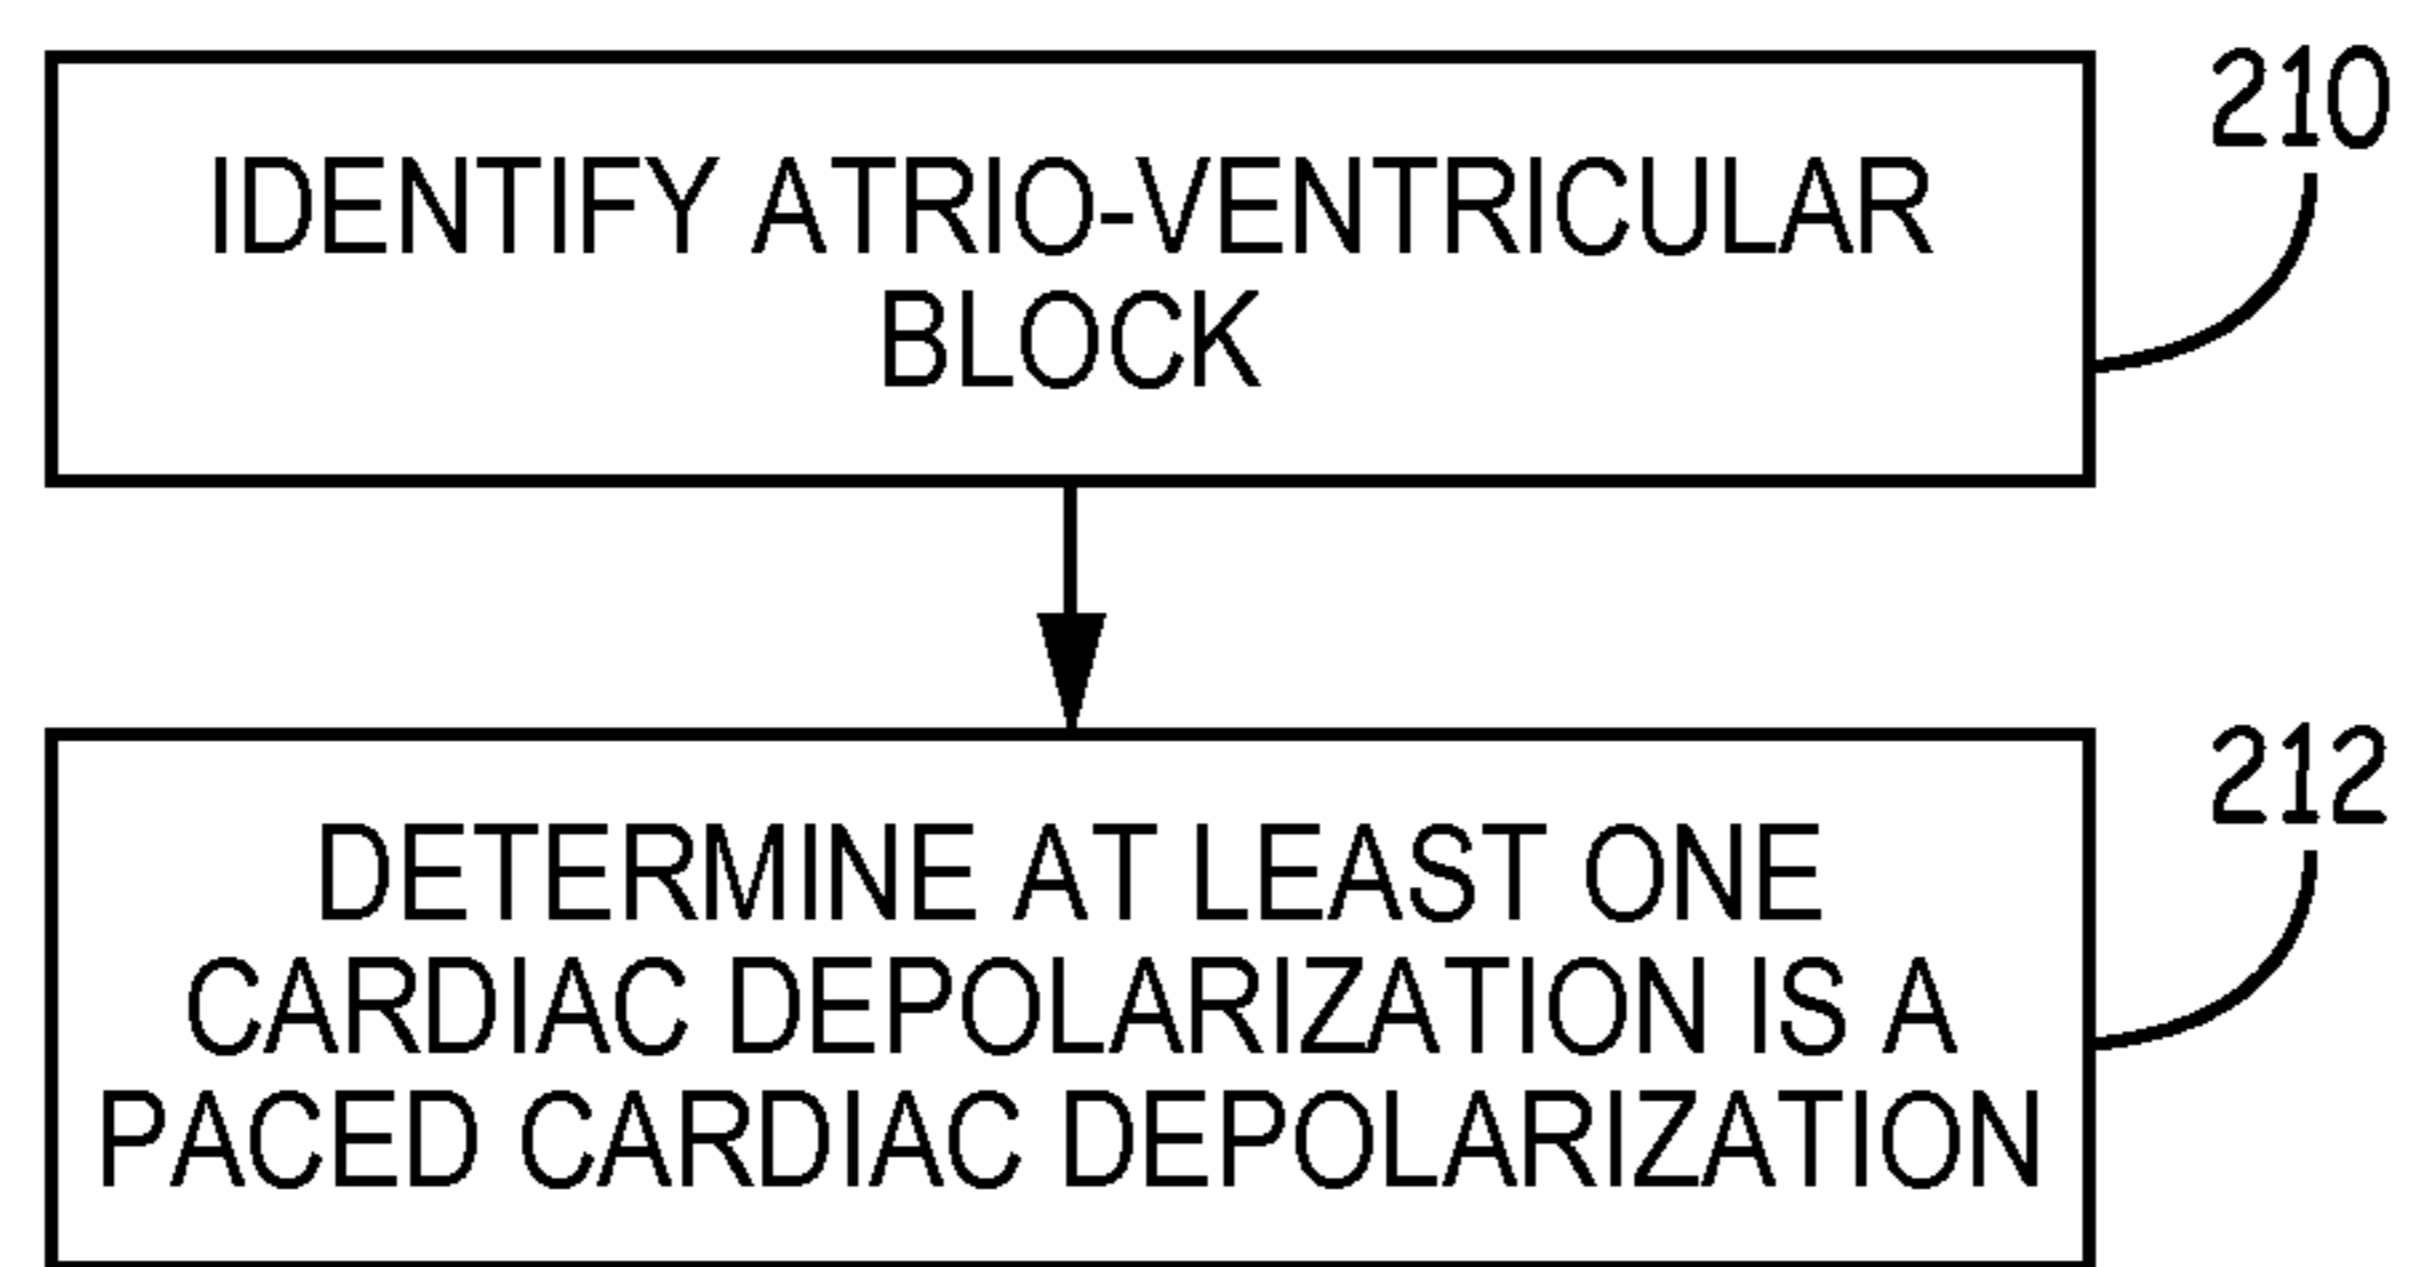 210
IDENTIFY ATRIO-VENTRICULAR
BLOCK
212
DETERMINE AT LEAST ONE
CARDIAC DEPOLARIZATION IS A
PACED CARDIAC DEPOLARIZATION